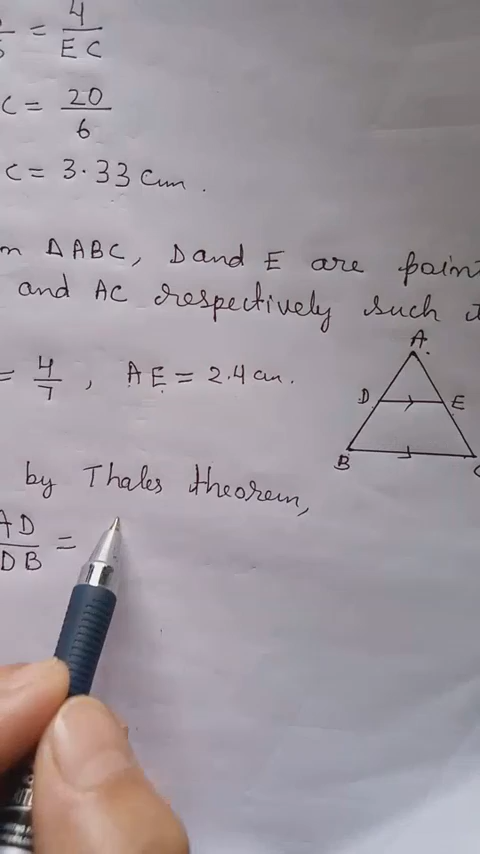 = 4/EC
C = 20/6
C = 3.33 cm.
ΔABC, D and E are
and AC respectively such
= 4/7, AE = 2.4 cm.
A
D E
B
by Thales theorem,
AD/DB =